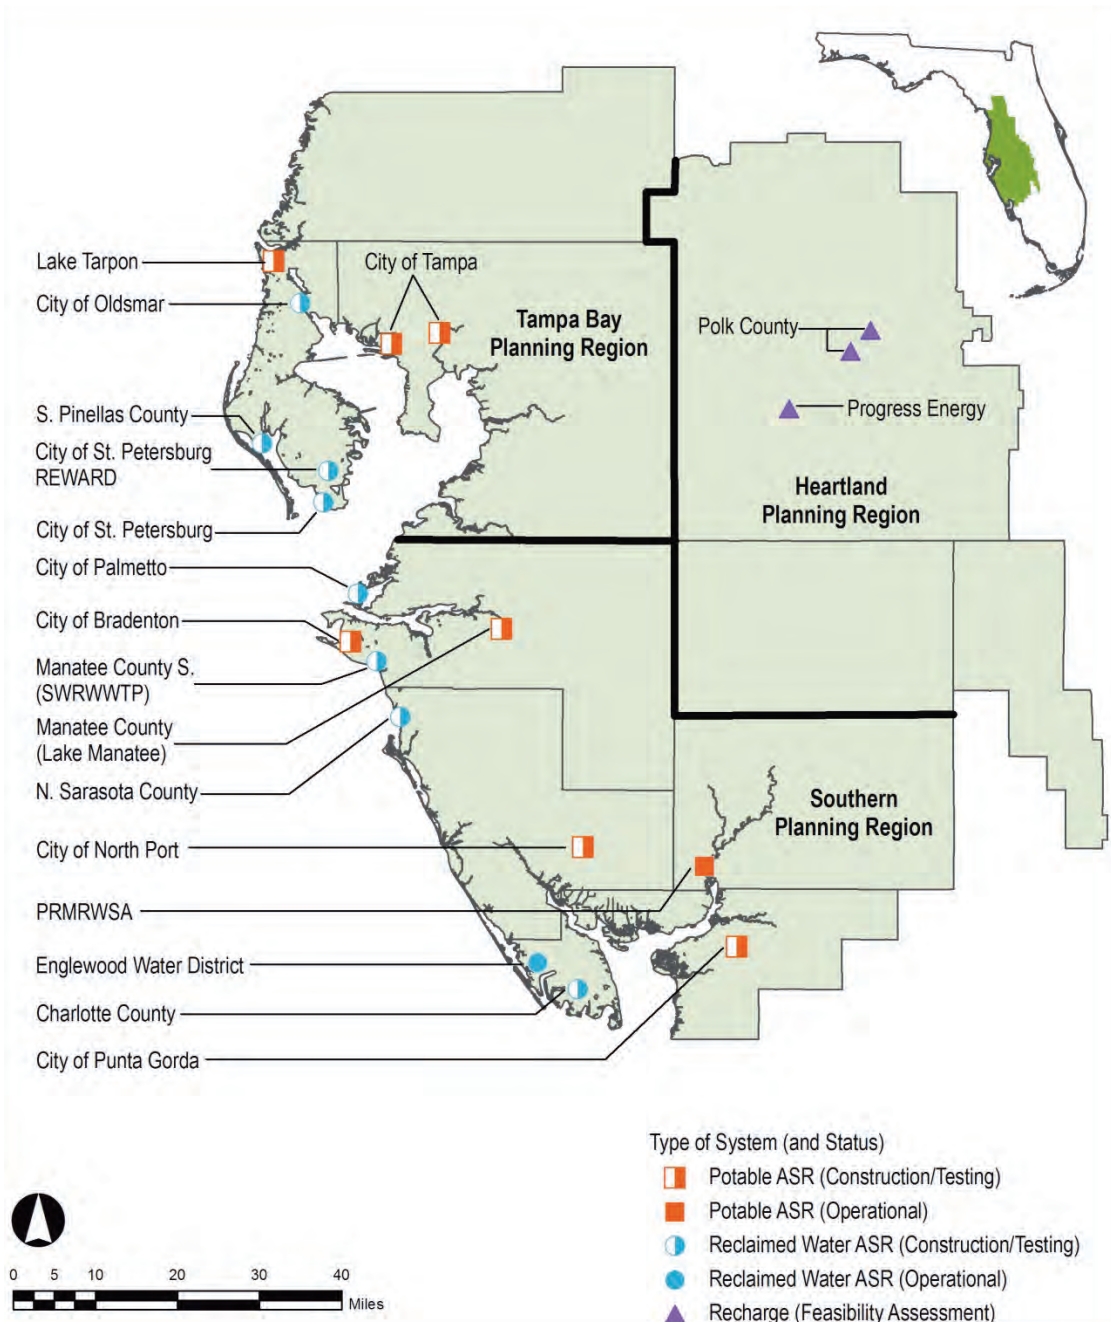 Lake Tarpon
City of Tampa
City of Oldsmar
Tampa Bay
Planning Region
Polk County
Progress Energy
S. Pinellas County
City of St. Petersburg
REWARD
Heartland
Planning Region
City of St. Petersburg
City of Palmetto
City of Bradenton
Manatee County S.
(SWRWWTP)
Manatee County
(Lake Manatee)
N. Sarasota County
Southern
Planning Region
City of North Port
PRMRWSA
Englewood Water District
Charlotte County
City of Punta Gorda
Type of System (and Status)
Potable ASR (Construction/Testing)
Potable ASR (Operational)
Reclaimed Water ASR (Construction/Testing)
Reclaimed Water ASR (Operational)
Recharge (Feasibility Assessment)
0 5 10 20 30 40
Miles